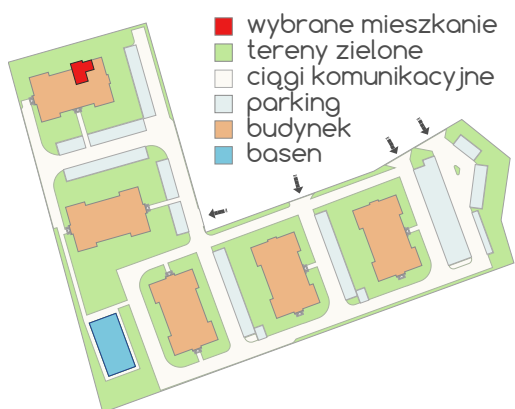 wybrane mieszkanie
tereny zielone
ciągi komunikacyjne
parking
budynek
basen